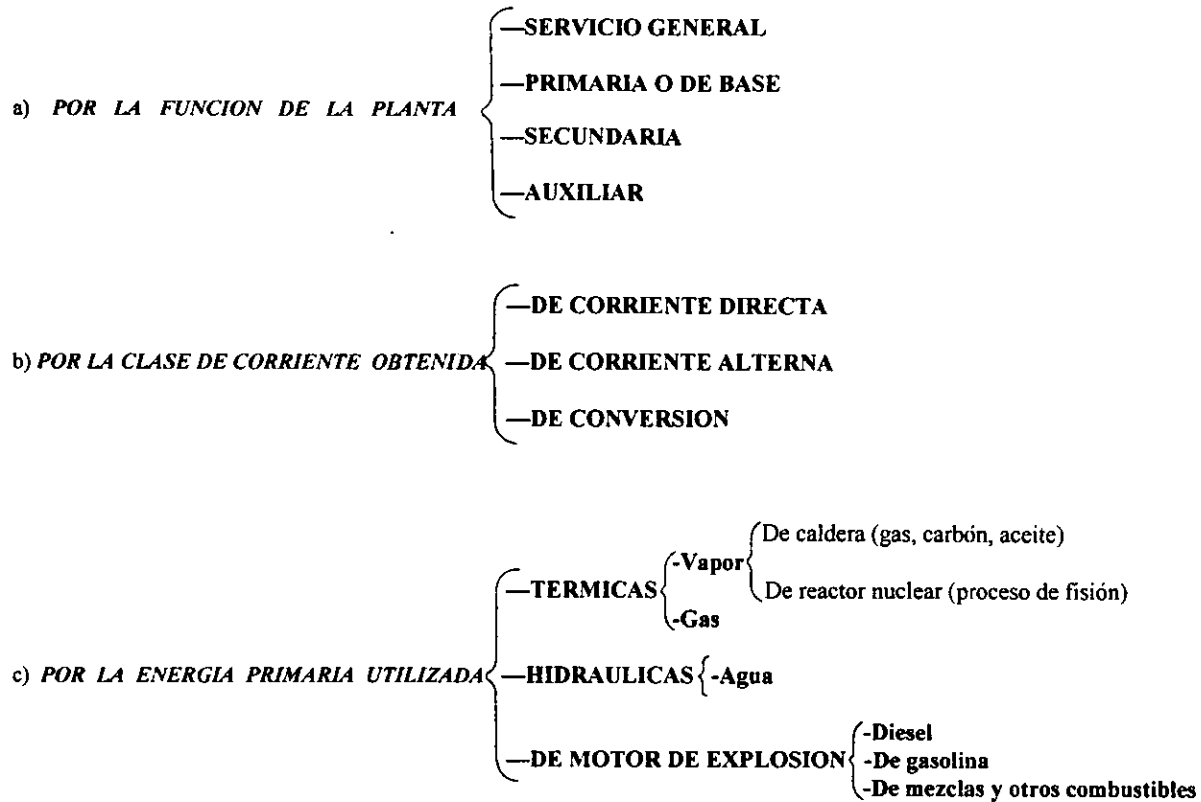 —SERVICIO GENERAL
—PRIMARIA O DE BASE
a) POR LA FUNCION DE LA PLANTA
—SECUNDARIA
—AUXILIAR
—DE CORRIENTE DIRECTA
b) POR LA CLASE DE CORRIENTE OBTENIDA —DE CORRIENTE ALTERNA
—DE CONVERSION
De caldera (gas, carbón, aceite)
-Vapor
—TERMICAS
De reactor nuclear (proceso de fisión)
-Gas
c) POR LA ENERGIA PRIMARIA UTILIZADA —HIDRAULICAS -Agua
-Diesel
—DE MOTOR DE EXPLOSION -De gasolina
-De mezclas y otros combustibles